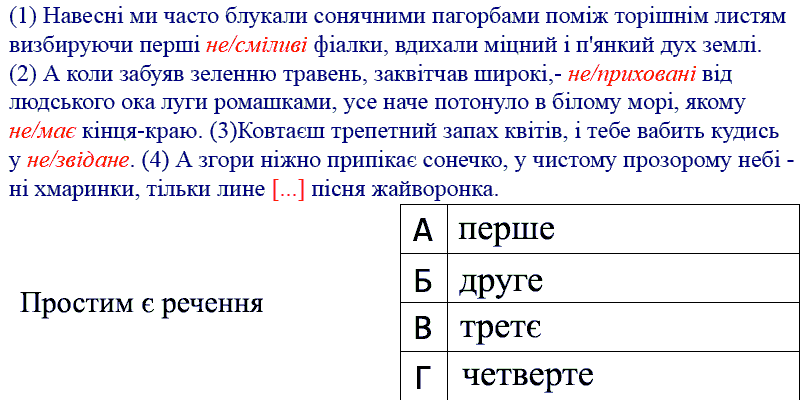 (1) Навесні ми часто блукали сонячними пагорбами поміж торішнім листям
визбируючи перші не/сміливі фіалки, вдихали міцний і п'янкий дух землі.
(2) А коли забуяв зеленню травень, заквітчав широкі,- не/приховані від
людського ока луги ромашками, усе наче потонуло в білому морі, якому
не/має кінця-краю. (3)Ковтаєш трепетний запах квітів, і тебе вабить кудись
у не/звідане. (4) А згори ніжно припікає сонечко, у чистому прозорому небі -
ні хмаринки, тільки лине [...] пісня жайворонка.
Простим є речення
А перше
Б друге
В третє
Г четверте